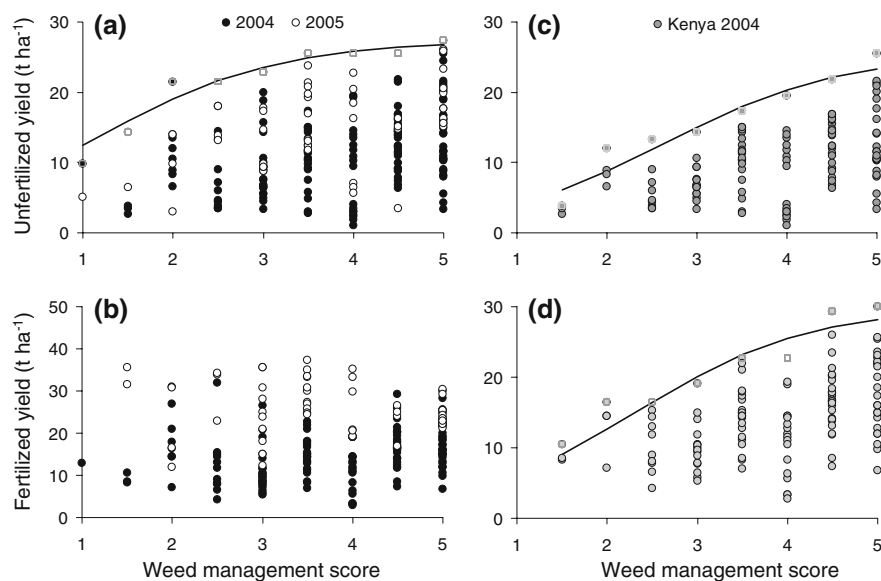 (a)
2004
2005
Unfertilized yield (t ha⁻¹)
30
20
10
0
1 2 3 4 5
(c)
Kenya 2004
30
20
10
0
1 2 3 4 5
(b)
Fertilized yield (t ha⁻¹)
50
40
30
20
10
0
1 2 3 4 5
Weed management score
(d)
30
20
10
0
1 2 3 4 5
Weed management score